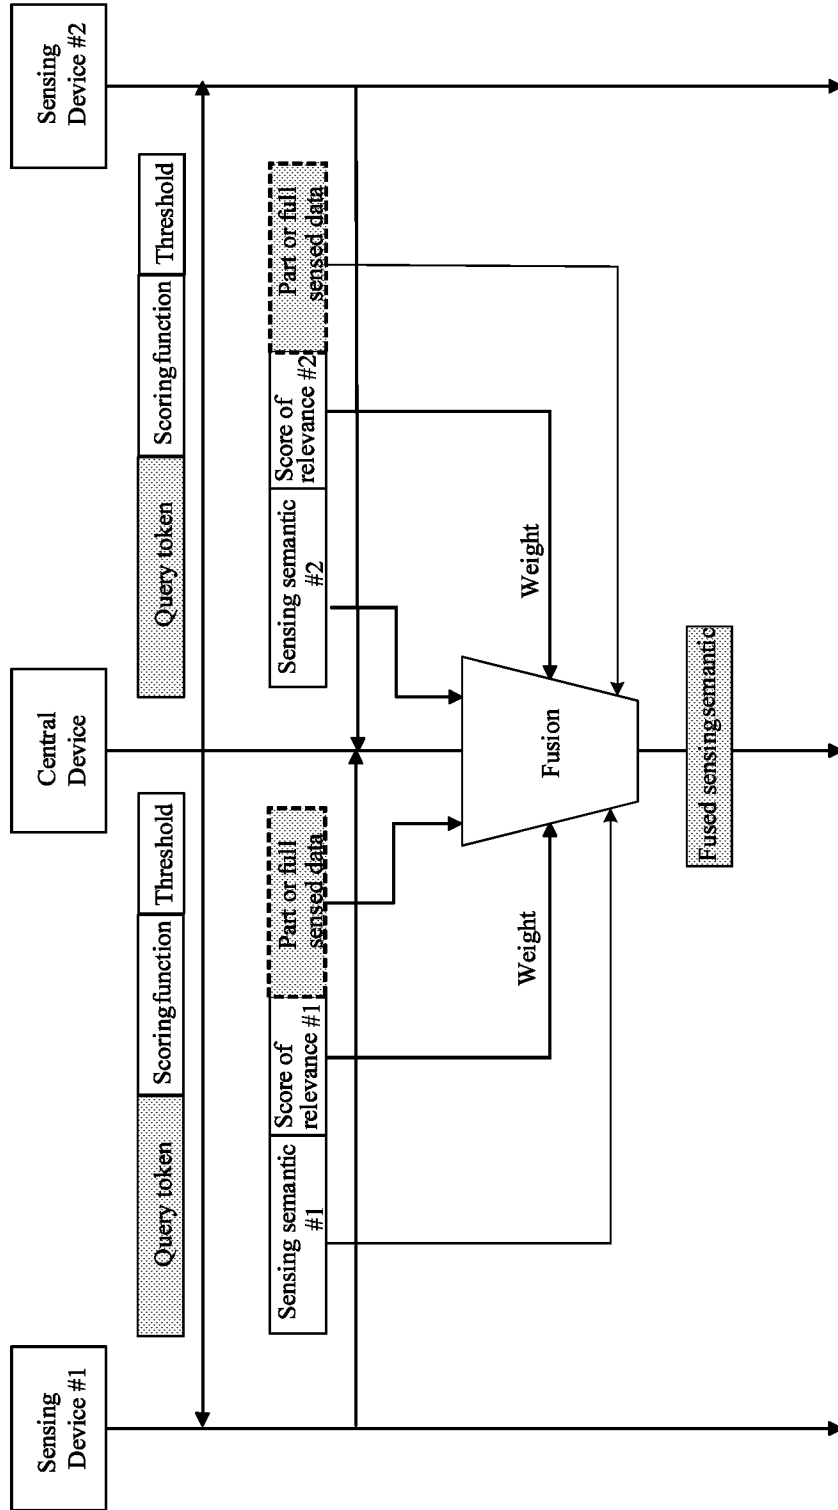 Sensing
Device #1
Central
Device
Sensing
Device #2
Query token
Scoring function
Threshold
Query token
Scoring function
Threshold
Sensing semantic
#1
Score of
relevance #1
Part or full
sensed data
Sensing semantic
#2
Score of
relevance #2
Part or full
sensed data
Weight
Fusion
Weight
Fused sensing semantic